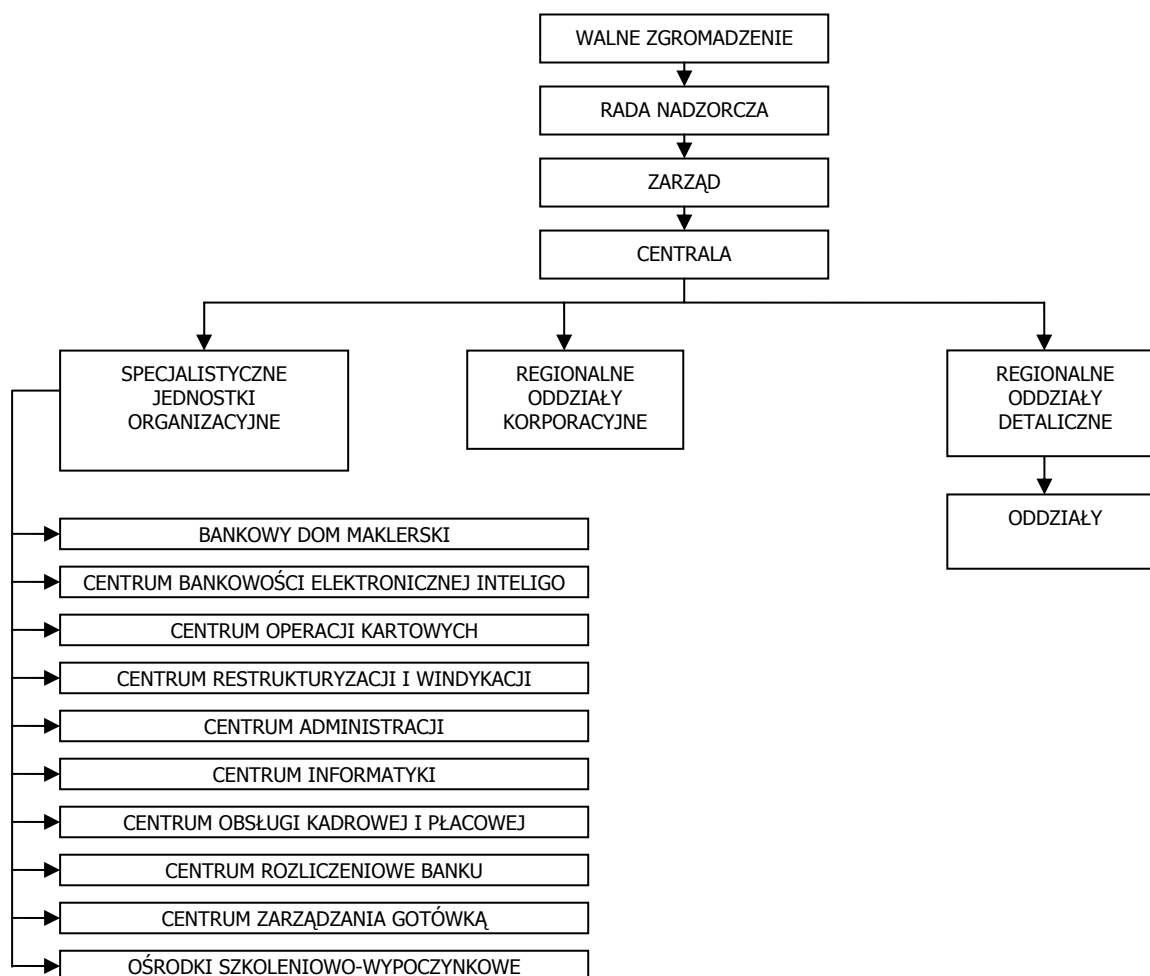 WALNE ZGROMADZENIE
RADA NADZORCZA
ZARZĄD
CENTRALA
SPECJALISTYCZNE
JEDNOSTKI
ORGANIZACYJNE
REGIONALNE
ODDZIAŁY
KORPORACYJNE
REGIONALNE
ODDZIAŁY
DETALICZNE
ODDZIAŁY
BANKOWY DOM MAKLERSKI
CENTRUM BANKOWOŚCI ELEKTRONICZNEJ INTELIGO
CENTRUM OPERACJI KARTOWYCH
CENTRUM RESTRUKTURYZACJI I WINDYKACJI
CENTRUM ADMINISTRACJI
CENTRUM INFORMATYKI
CENTRUM OBSŁUGI KADROWEJ I PŁACOWEJ
CENTRUM ROZLICZENIOWE BANKU
CENTRUM ZARZĄDZANIA GOTÓWKĄ
OŚRODKI SZKOLENIOWO-WYPOCZYNKOWE